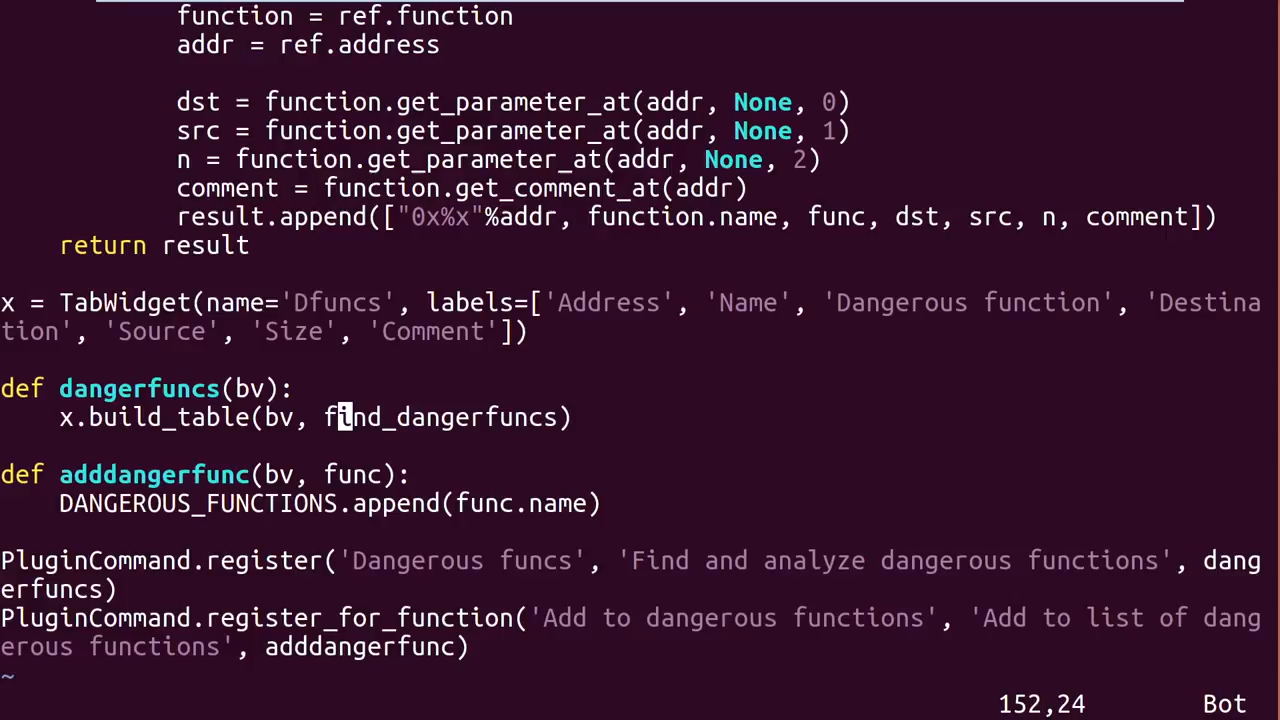 function = ref.function
            addr = ref.address

            dst = function.get_parameter_at(addr, None, 0)
            src = function.get_parameter_at(addr, None, 1)
            n = function.get_parameter_at(addr, None, 2)
            comment = function.get_comment_at(addr)
            result.append(["0x%x"%addr, function.name, func, dst, src, n, comment])
    return result

x = TabWidget(name='Dfuncs', labels=['Address', 'Name', 'Dangerous function', 'Destina
tion', 'Source', 'Size', 'Comment'])

def dangerfuncs(bv):
    x.build_table(bv, find_dangerfuncs)

def adddangerfunc(bv, func):
    DANGEROUS_FUNCTIONS.append(func.name)

PluginCommand.register('Dangerous funcs', 'Find and analyze dangerous functions', dang
erfuncs)
PluginCommand.register_for_function('Add to dangerous functions', 'Add to list of dang
erous functions', adddangerfunc)
~
152,24        Bot